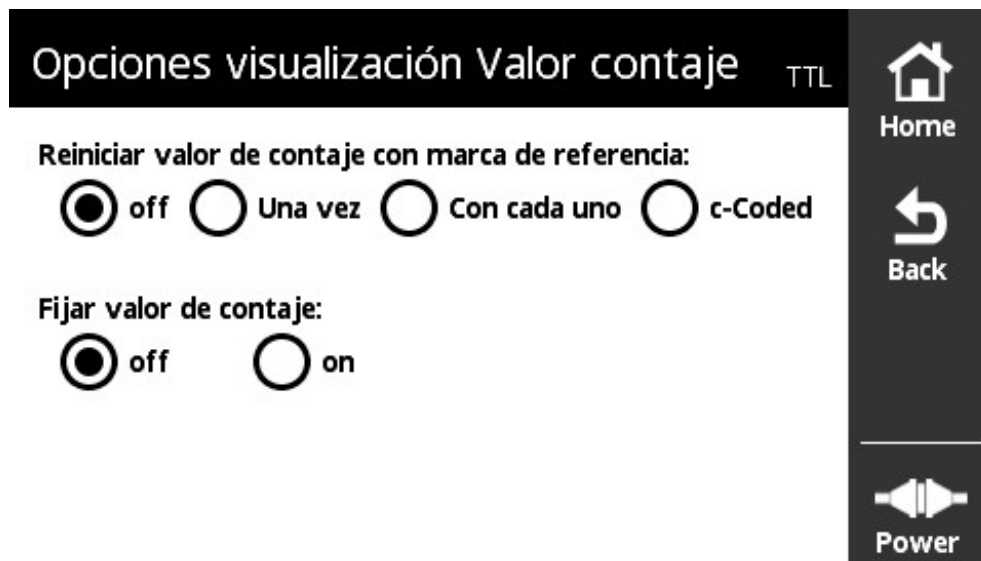 Opciones visualización Valor contaje TTL
Home
Reiniciar valor de contaje con marca de referencia:
off Una vez Con cada uno c-Coded
Back
Fijar valor de contaje:
off on
Power